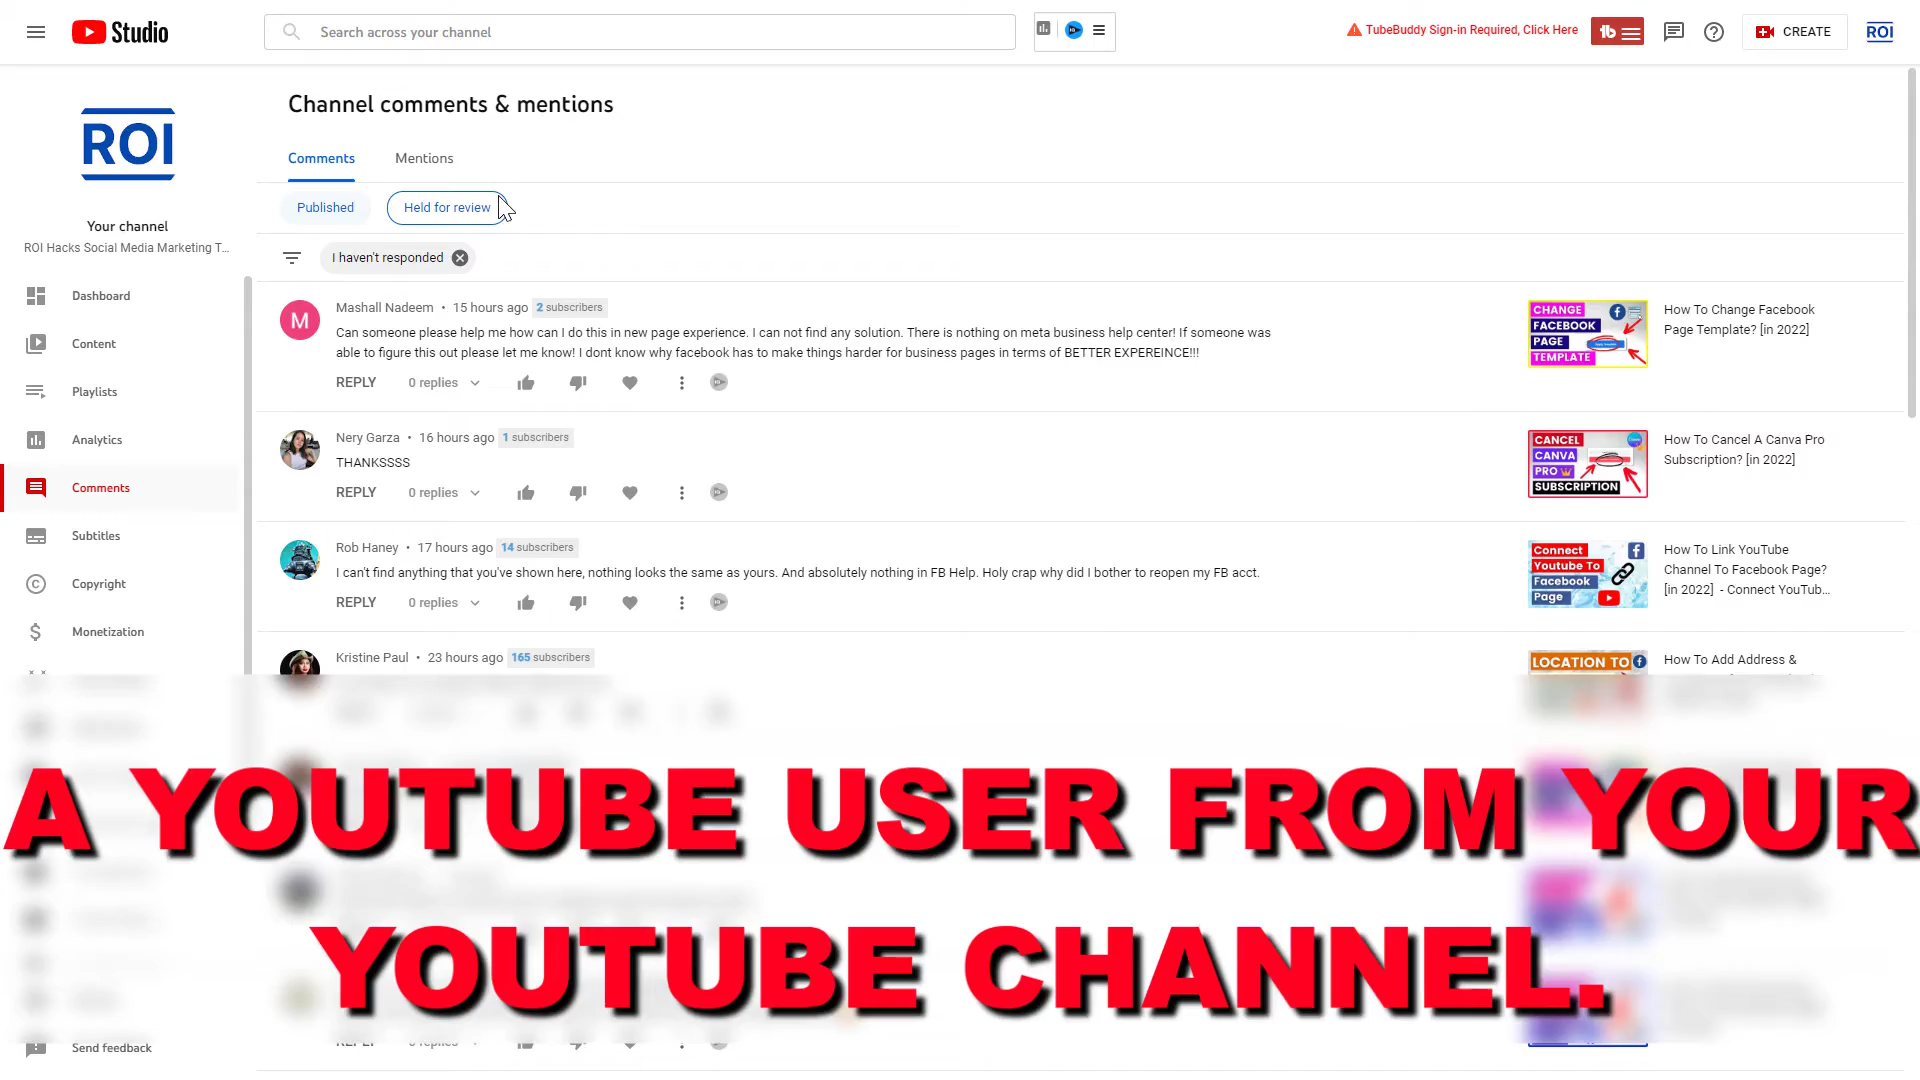 Studio
Search across your channel
TubeBuddy Sign-in Required, Click Here
tb
CREATE
ROI
ROI
Your channel
ROI Hacks Social Media Marketing T...
Dashboard
Content
Playlists
Analytics
Comments
Subtitles
Copyright
Monetization
Send feedback
Channel comments & mentions
Comments
Mentions
Published
Held for review
I haven't responded
Mashall Nadeem • 15 hours ago 2 subscribers
Can someone please help me how can I do this in new page experience. I can not find any solution. There is nothing on meta business help center! If someone was
able to figure this out please let me know! I dont know why facebook has to make things harder for business pages in terms of BETTER EXPEREINCE!!!
REPLY 0 replies
CHANGE
FACEBOOK
PAGE
TEMPLATE
How To Change Facebook
Page Template? [in 2022]
Nery Garza • 16 hours ago 1 subscribers
THANKSSSS
REPLY 0 replies
CANCEL
CANVA
PRO
SUBSCRIPTION
How To Cancel A Canva Pro
Subscription? [in 2022]
Rob Haney • 17 hours ago 14 subscribers
I can't find anything that you've shown here, nothing looks the same as yours. And absolutely nothing in FB Help. Holy crap why did I bother to reopen my FB acct.
REPLY 0 replies
Connect
Youtube To
Facebook
Page
How To Link YouTube
Channel To Facebook Page?
[in 2022] - Connect YouTub...
Kristine Paul • 23 hours ago 165 subscribers
LOCATION TO
How To Add Address &
A YOUTUBE USER FROM YOUR
YOUTUBE CHANNEL.